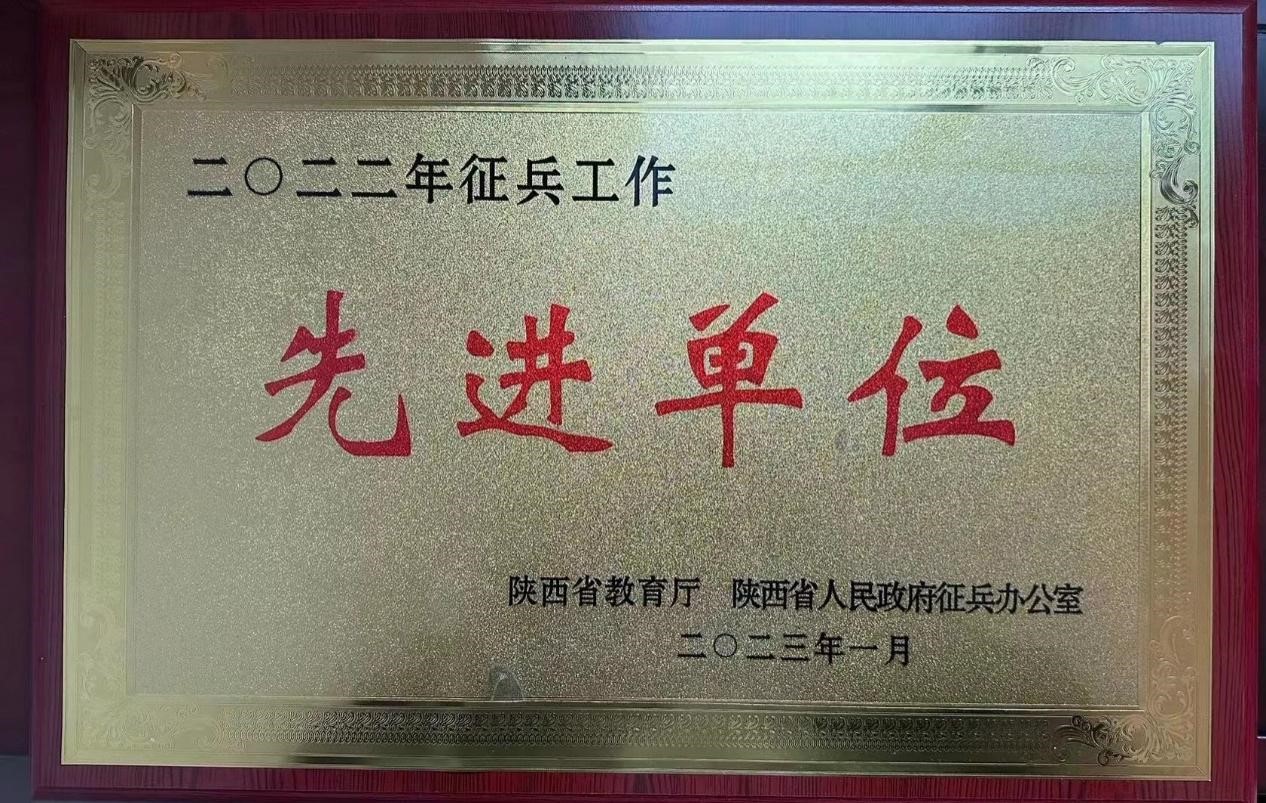 二〇二二年征兵工作
先进单位
陕西省教育厅 陕西省人民政府征兵办公室
二〇二三年一月